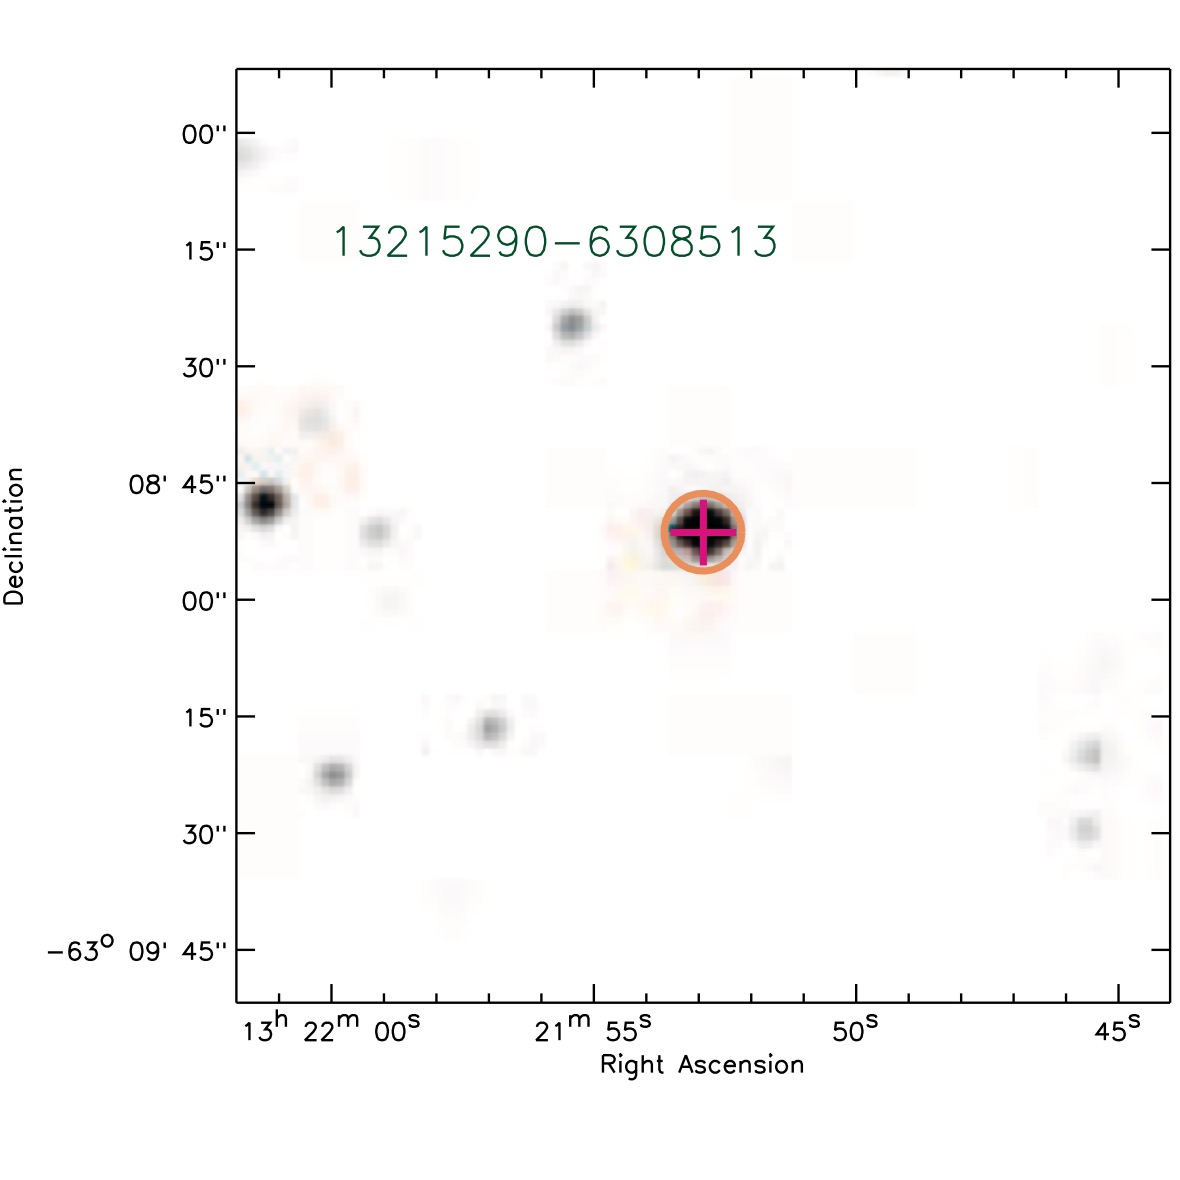 00"
13215290−6308513
15"
30"
08' 45"
00"
15"
30"
−63° 09' 45"
13ʰ 22ᵐ 00ˢ 21ᵐ 55ˢ 50ˢ 45ˢ
Right Ascension
Declination